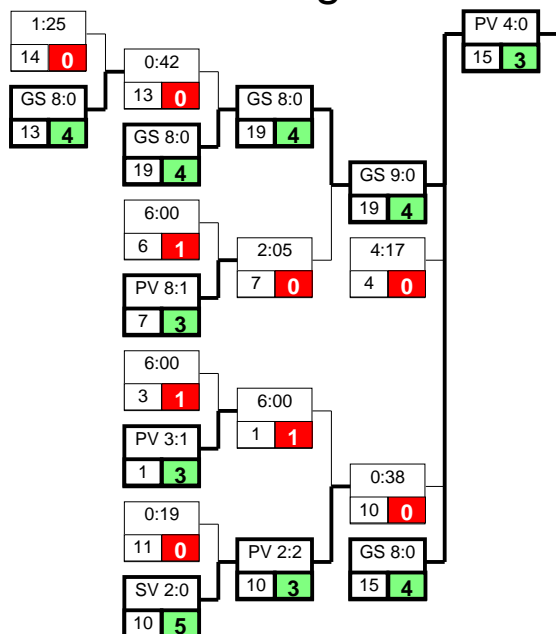 1:25
14 0
GS 8:0
13 4
0:42
13 0
GS 8:0
19 4
6:00
6 1
PV 8:1
7 3
6:00
3 1
PV 3:1
1 3
0:19
11 0
SV 2:0
10 5
GS 8:0
19 4
2:05
7 0
6:00
1 1
PV 2:2
10 3
GS 9:0
19 4
4:17
4 0
0:38
10 0
GS 8:0
15 4
PV 4:0
15 3